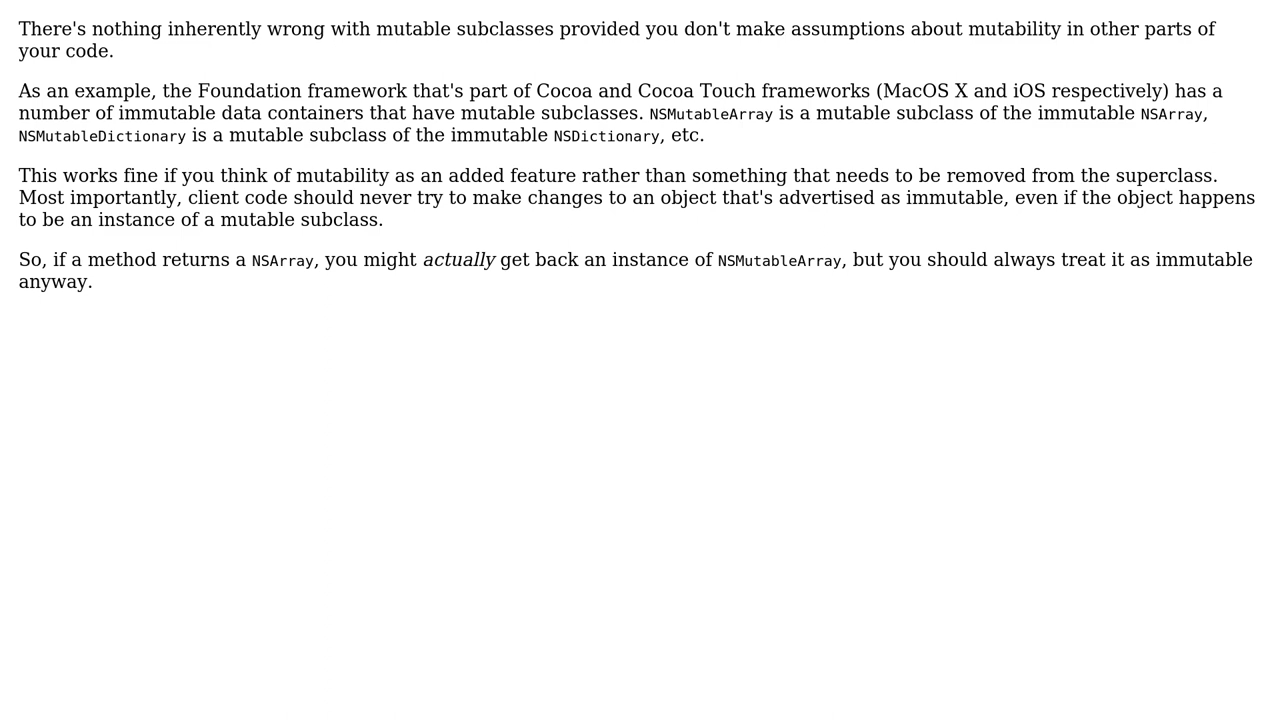 There's nothing inherently wrong with mutable subclasses provided you don't make assumptions about mutability in other parts of
your code.
As an example, the Foundation framework that's part of Cocoa and Cocoa Touch frameworks (MacOS X and iOS respectively) has a
number of immutable data containers that have mutable subclasses. NSMutableArray is a mutable subclass of the immutable NSArray,
NSMutableDictionary is a mutable subclass of the immutable NSDictionary, etc.
This works fine if you think of mutability as an added feature rather than something that needs to be removed from the superclass.
Most importantly, client code should never try to make changes to an object that's advertised as immutable, even if the object happens
to be an instance of a mutable subclass.
So, if a method returns a NSArray, you might actually get back an instance of NSMutableArray, but you should always treat it as immutable
anyway.